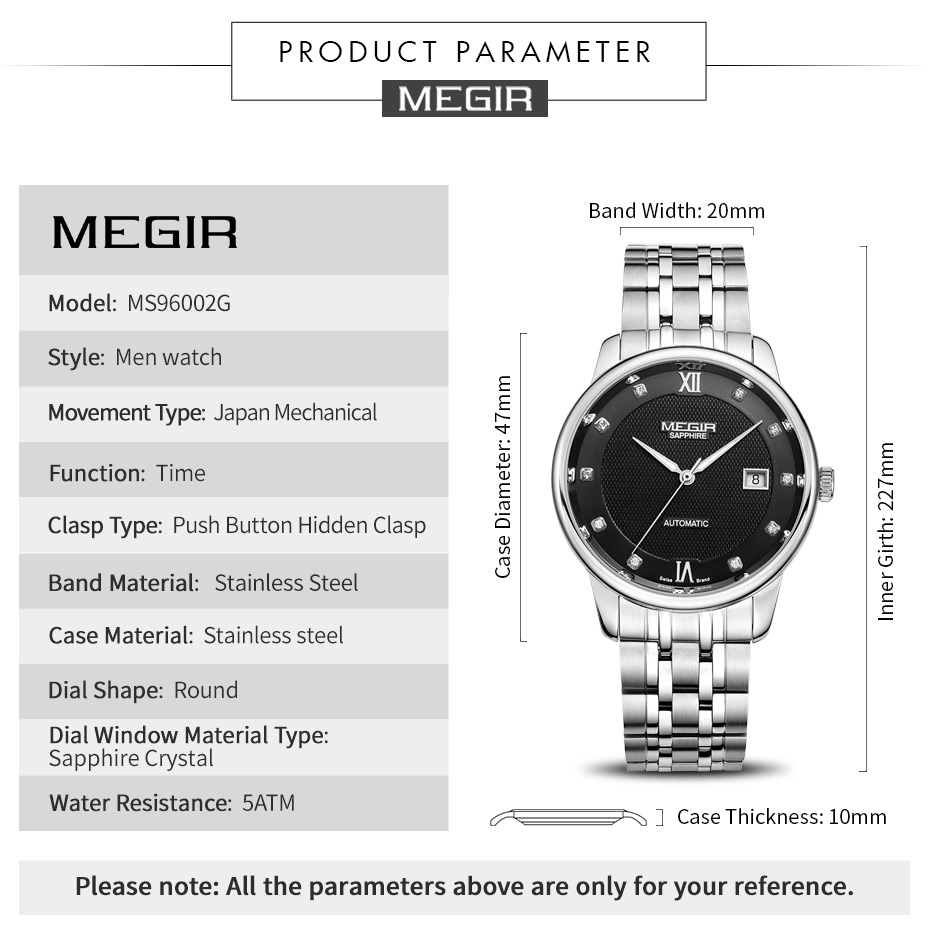 PRODUCT PARAMETER
MEGIR
MEGIR
Model: MS96002G
Style: Men watch
Movement Type: Japan Mechanical
Function: Time
Clasp Type: Push Button Hidden Clasp
Band Material: Stainless Steel
Case Material: Stainless steel
Dial Shape: Round
Dial Window Material Type:
Sapphire Crystal
Water Resistance: 5ATM
Band Width: 20mm
Case Diameter: 47mm
XII
MEGIR
SAPPHIRE
8
AUTOMATIC
VI
Swiss Brand
Inner Girth: 227mm
Case Thickness: 10mm
Please note: All the parameters above are only for your reference.